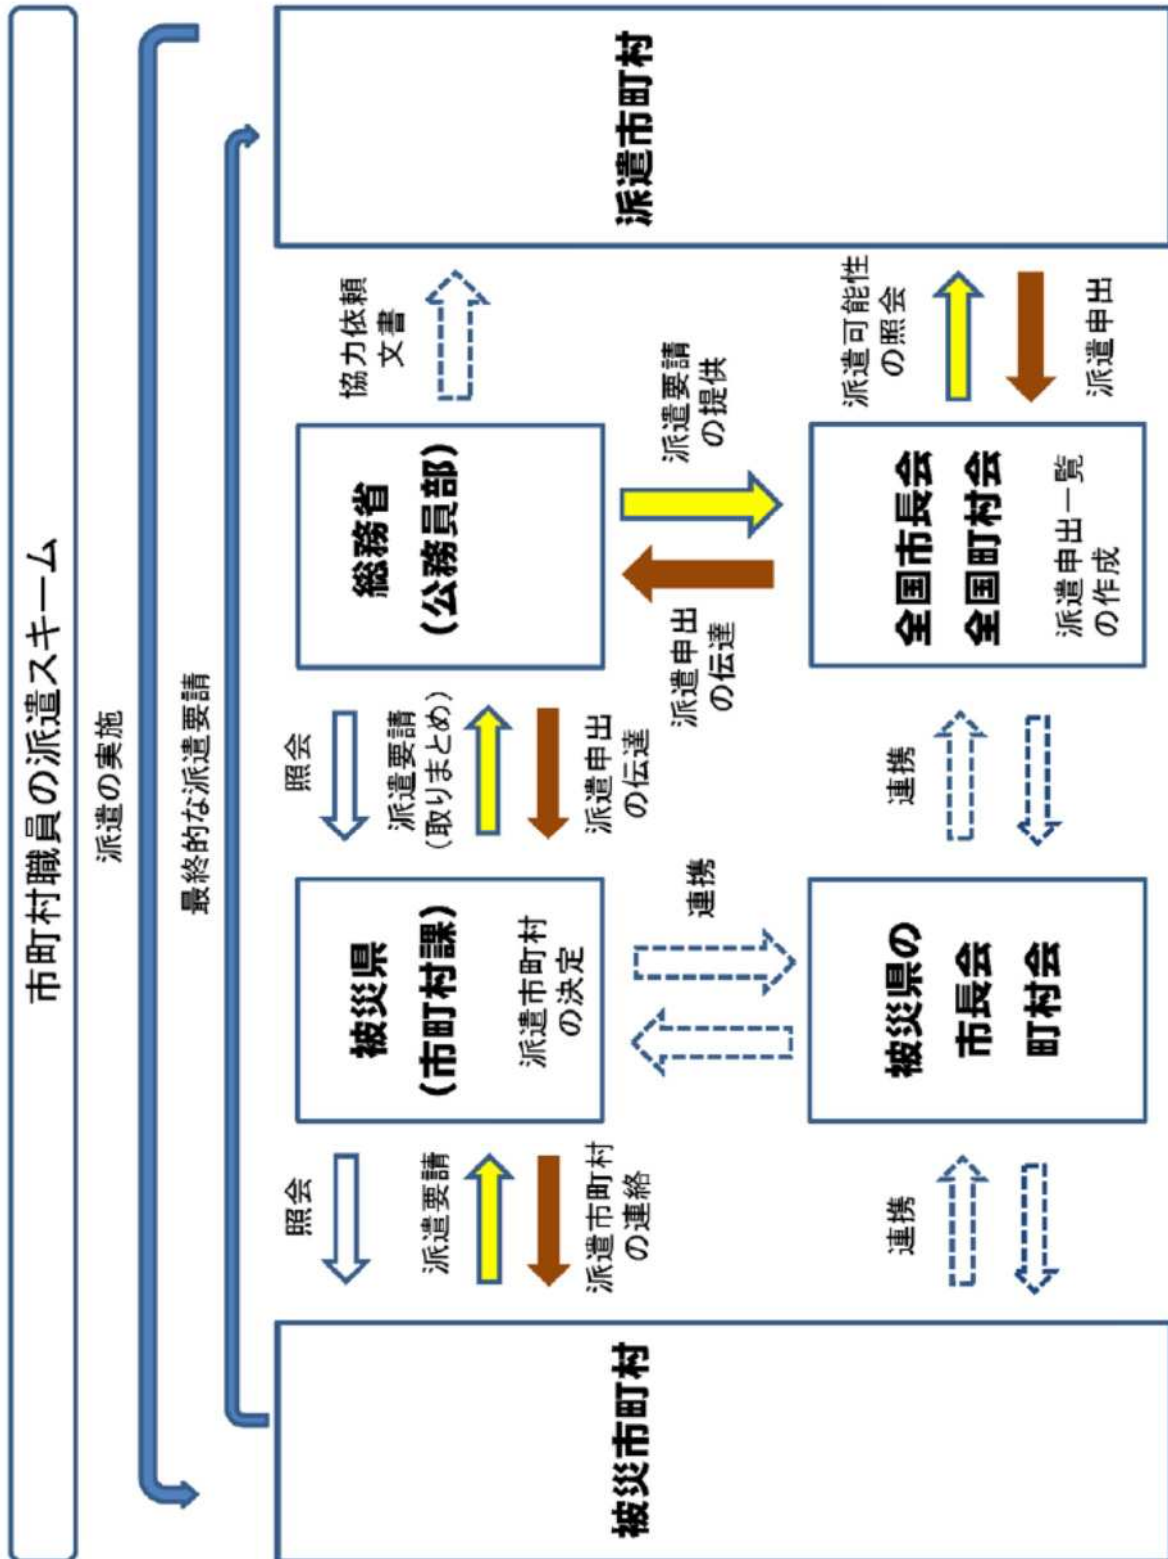 市町村職員の派遣スキーム
派遣の実施
最終的な派遣要請
被災市町村
照会
派遣要請
派遣市町村
の連絡
連携
被災県
(市町村課)
派遣市町村
の決定
連携
被災県の
市長会
町村会
照会
派遣要請
(取りまとめ)
派遣申出
の伝達
連携
総務省
(公務員部)
派遣申出
の伝達
派遣要請
の提供
全国市長会
全国町村会
派遣申出一覧
の作成
協力依頼
文書
派遣可能性
の照会
派遣申出
派遣市町村